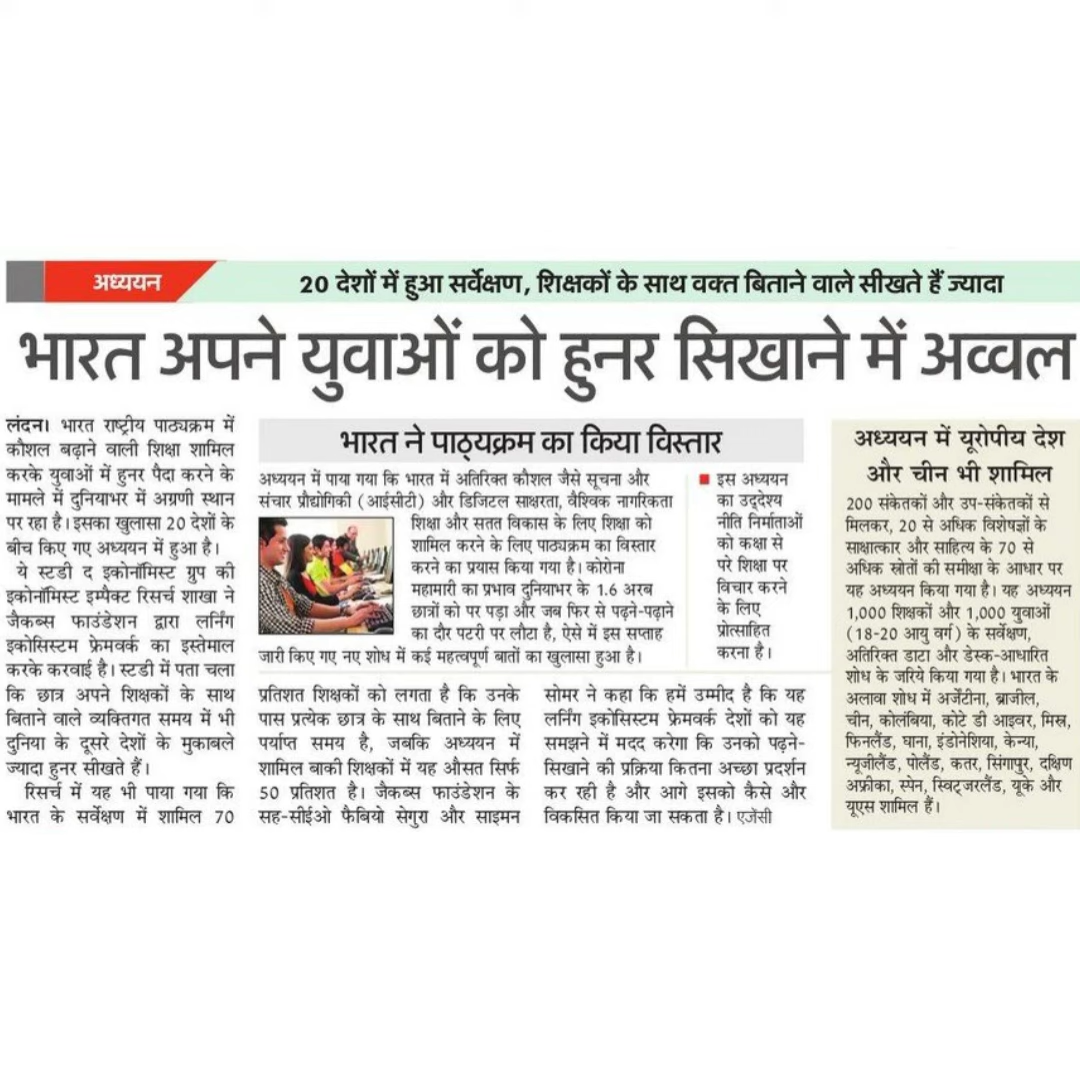 अध्ययन
20 देशों में हुआ सर्वेक्षण, शिक्षकों के साथ वक्त बिताने वाले सीखते हैं ज्यादा
भारत अपने युवाओं को हुनर सिखाने में अव्वल
लंदन। भारत राष्ट्रीय पाठ्यक्रम में
कौशल बढ़ाने वाली शिक्षा शामिल
करके युवाओं में हुनर पैदा करने के
मामले में दुनियाभर में अग्रणी स्थान
पर रहा है। इसका खुलासा 20 देशों के
बीच किए गए अध्ययन में हुआ है।
ये स्टडी द इकोनॉमिस्ट ग्रुप की
इकोनॉमिस्ट इम्पैक्ट रिसर्च शाखा ने
जैकब्स फाउंडेशन द्वारा लर्निंग
इकोसिस्टम फ्रेमवर्क का इस्तेमाल
करके करवाई है। स्टडी में पता चला
कि छात्र अपने शिक्षकों के साथ
बिताने वाले व्यक्तिगत समय में भी
दुनिया के दूसरे देशों के मुकाबले
ज्यादा हुनर सीखते हैं।
रिसर्च में यह भी पाया गया कि
भारत के सर्वेक्षण में शामिल 70
भारत ने पाठ्यक्रम का किया विस्तार
अध्ययन में पाया गया कि भारत में अतिरिक्त कौशल जैसे सूचना और
संचार प्रौद्योगिकी (आईसीटी) और डिजिटल साक्षरता, वैश्विक नागरिकता
शिक्षा और सतत विकास के लिए शिक्षा को
शामिल करने के लिए पाठ्यक्रम का विस्तार
करने का प्रयास किया गया है। कोरोना
महामारी का प्रभाव दुनियाभर के 1.6 अरब
छात्रों को पर पड़ा और जब फिर से पढ़ने-पढ़ाने
का दौर पटरी पर लौटा है, ऐसे में इस सप्ताह
जारी किए गए नए शोध में कई महत्वपूर्ण बातों का खुलासा हुआ है।
इस अध्ययन
का उद्देश्य
नीति निर्माताओं
को कक्षा से
परे शिक्षा पर
विचार करने
के लिए
प्रोत्साहित
करना है।
प्रतिशत शिक्षकों को लगता है कि उनके
पास प्रत्येक छात्र के साथ बिताने के लिए
पर्याप्त समय है, जबकि अध्ययन में
शामिल बाकी शिक्षकों में यह औसत सिर्फ
50 प्रतिशत है। जैकब्स फाउंडेशन के
सह-सीईओ फैबियो सेगुरा और साइमन
सोमर ने कहा कि हमें उम्मीद है कि यह
लर्निंग इकोसिस्टम फ्रेमवर्क देशों को यह
समझने में मदद करेगा कि उनको पढ़ने-
सिखाने की प्रक्रिया कितना अच्छा प्रदर्शन
कर रही है और आगे इसको कैसे और
विकसित किया जा सकता है। एजेंसी
अध्ययन में यूरोपीय देश
और चीन भी शामिल
200 संकेतकों और उप-संकेतकों से
मिलकर, 20 से अधिक विशेषज्ञों के
साक्षात्कार और साहित्य के 70 से
अधिक स्रोतों की समीक्षा के आधार पर
यह अध्ययन किया गया है। यह अध्ययन
1,000 शिक्षकों और 1,000 युवाओं
(18-20 आयु वर्ग) के सर्वेक्षण,
अतिरिक्त डाटा और डेस्क-आधारित
शोध के जरिये किया गया है। भारत के
अलावा शोध में अर्जेंटीना, ब्राजील,
चीन, कोलंबिया, कोटे डी आइवर, मिस्र,
फिनलैंड, घाना, इंडोनेशिया, केन्या,
न्यूजीलैंड, पोलैंड, कतर, सिंगापुर, दक्षिण
अफ्रीका, स्पेन, स्विट्जरलैंड, यूके और
यूएस शामिल हैं।